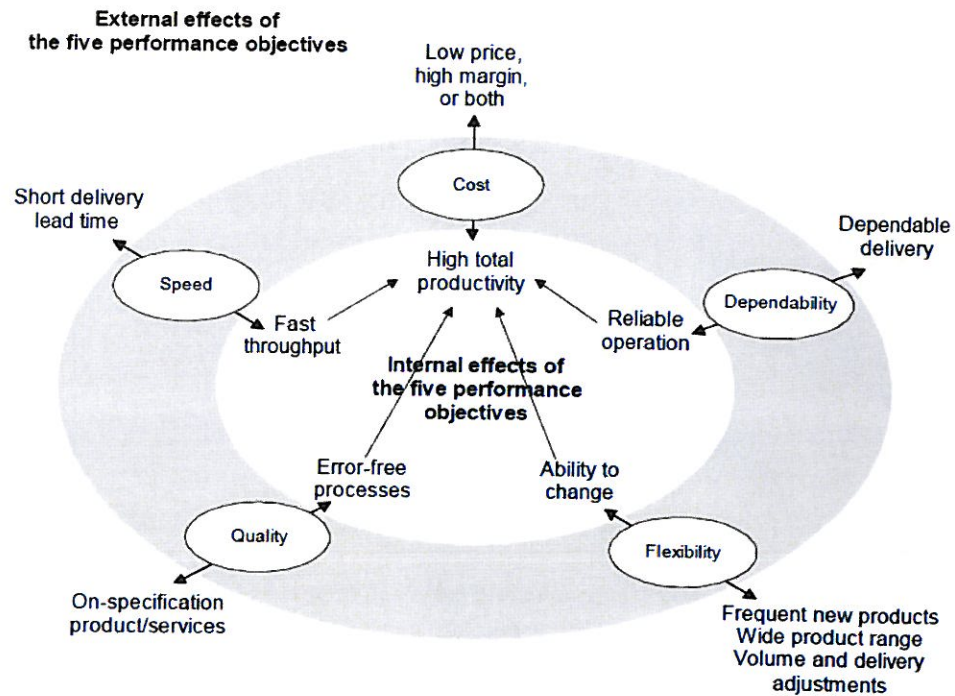 External effects of
the five performance objectives
Low price,
high margin,
or both
Cost
Short delivery
lead time
Speed
High total
productivity
Dependable
delivery
Dependability
Fast
throughput
Reliable
operation
Internal effects of
the five performance
objectives
Error-free
processes
Ability to
change
Quality
Flexibility
On-specification
product/services
Frequent new products
Wide product range
Volume and delivery
adjustments